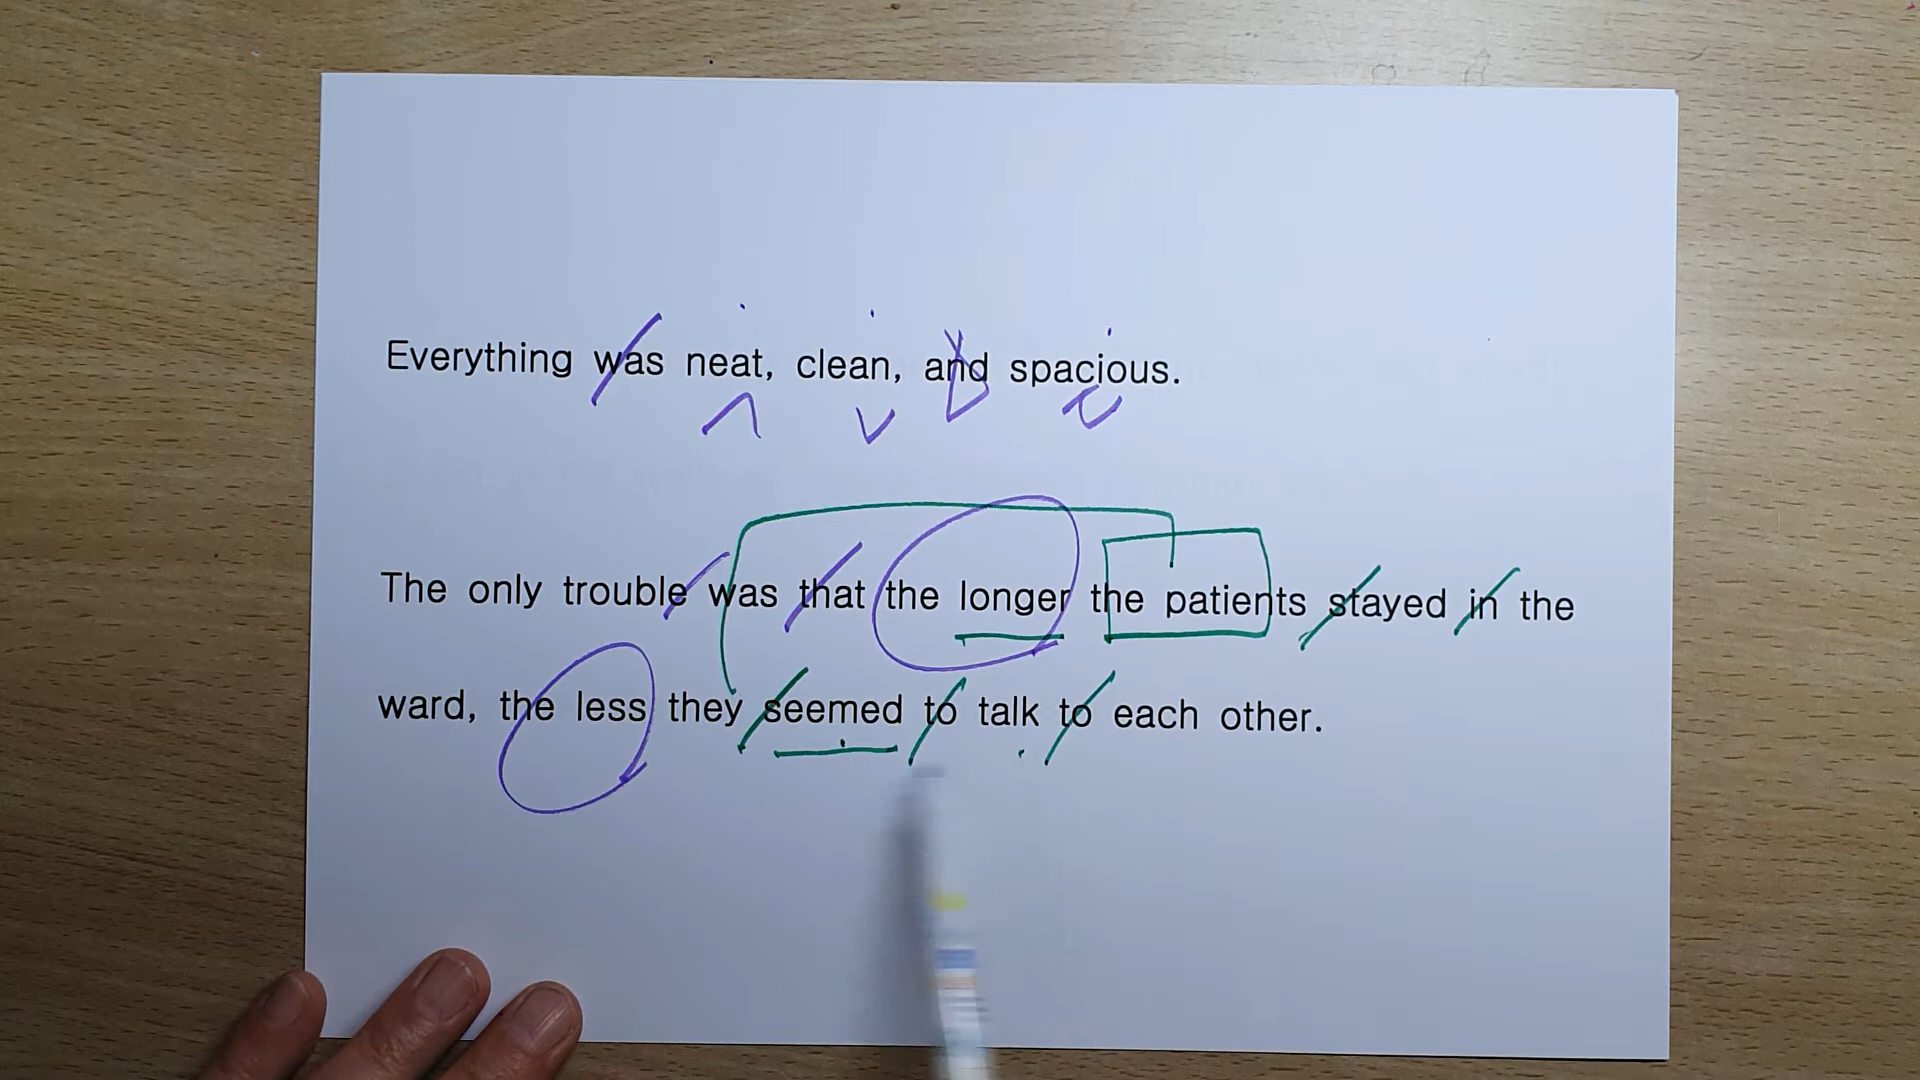 Everything was neat, clean, and spacious.
The only trouble was that the longer the patients stayed in the
ward, the less they seemed to talk to each other.